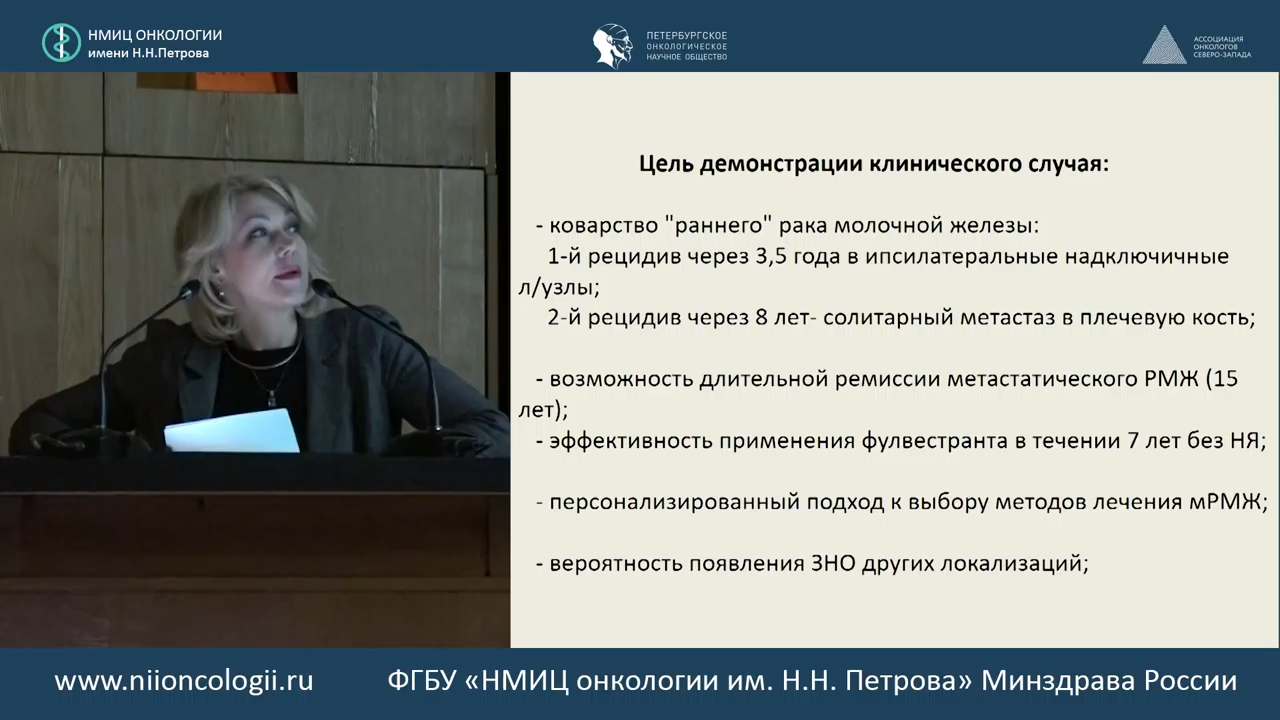 НМИЦ ОНКОЛОГИИ
имени Н.Н.Петрова
ПЕТЕРБУРГСКОЕ
ОНКОЛОГИЧЕСКОЕ
НАУЧНОЕ ОБЩЕСТВО
АССОЦИАЦИЯ
ОНКОЛОГОВ
СЕВЕРО-ЗАПАДА
Цель демонстрации клинического случая:
- коварство "раннего" рака молочной железы:
1-й рецидив через 3,5 года в ипсилатеральные надключичные
л/узлы;
2-й рецидив через 8 лет- солитарный метастаз в плечевую кость;
- возможность длительной ремиссии метастатического РМЖ (15
лет);
- эффективность применения фулвестранта в течении 7 лет без НЯ;
- персонализированный подход к выбору методов лечения мРМЖ;
- вероятность появления ЗНО других локализаций;
www.niioncologii.ru
ФГБУ «НМИЦ онкологии им. Н.Н. Петрова» Минздрава России